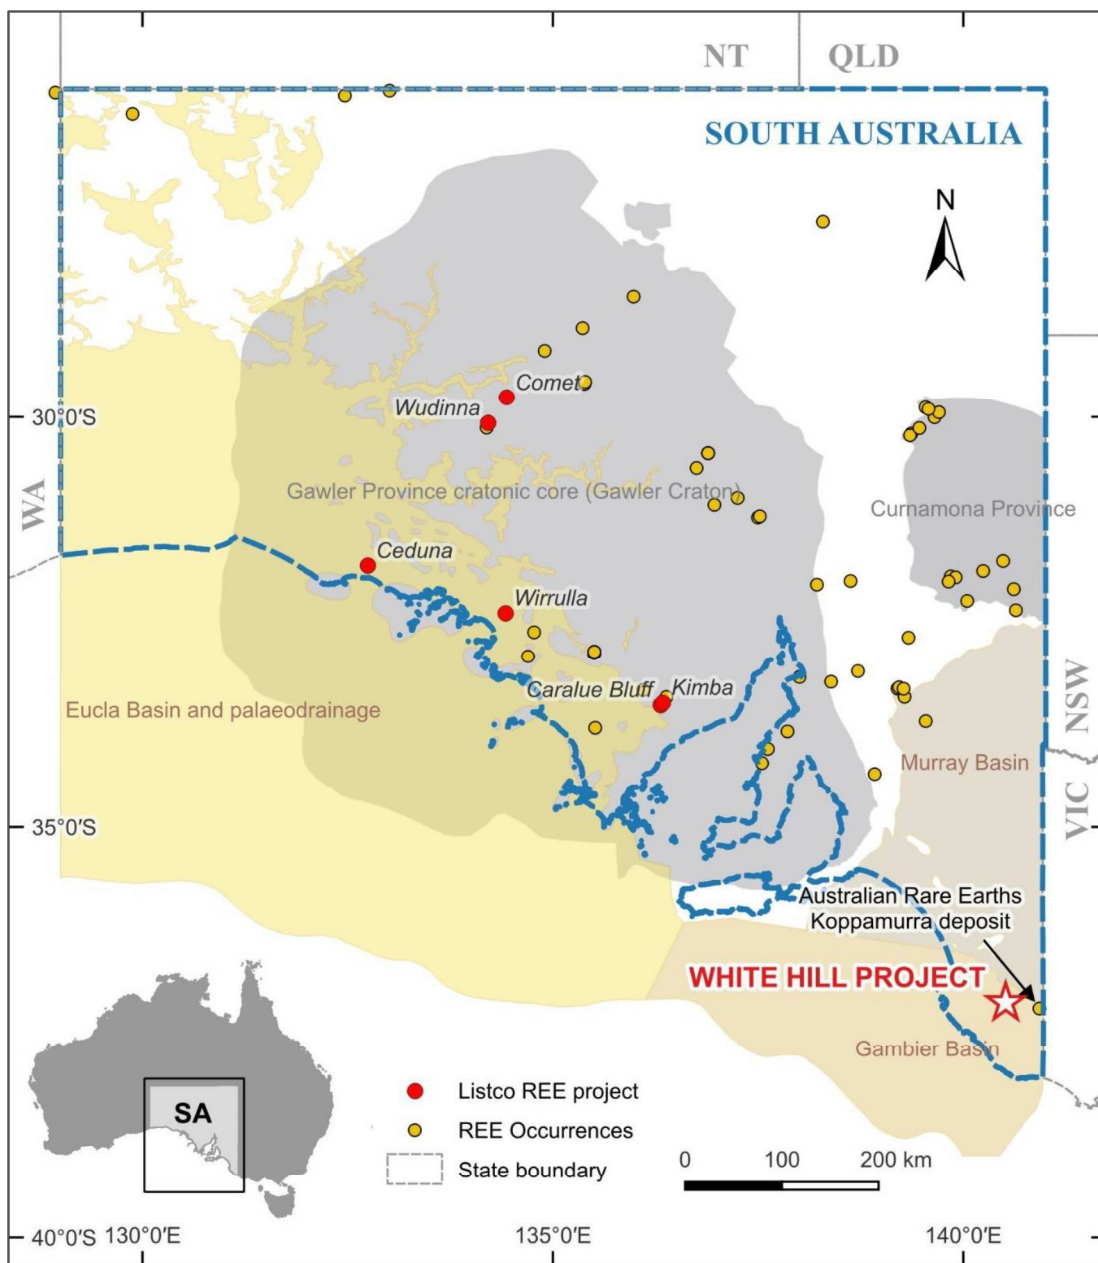 NT
QLD
SOUTH AUSTRALIA
N
Comet
Wudinna
30°0'S
Gawler Province cratonic core (Gawler Craton)
Curnamona Province
WA
Ceduna
Wirrulla
Caralue Bluff
Kimba
Eucla Basin and palaeodrainage
NSW
Murray Basin
VIC
35°0'S
Australian Rare Earths
Koppamurra deposit
WHITE HILL PROJECT
Gambier Basin
SA
Listco REE project
REE Occurrences
State boundary
0 100 200 km
40°0'S
130°0'E
135°0'E
140°0'E